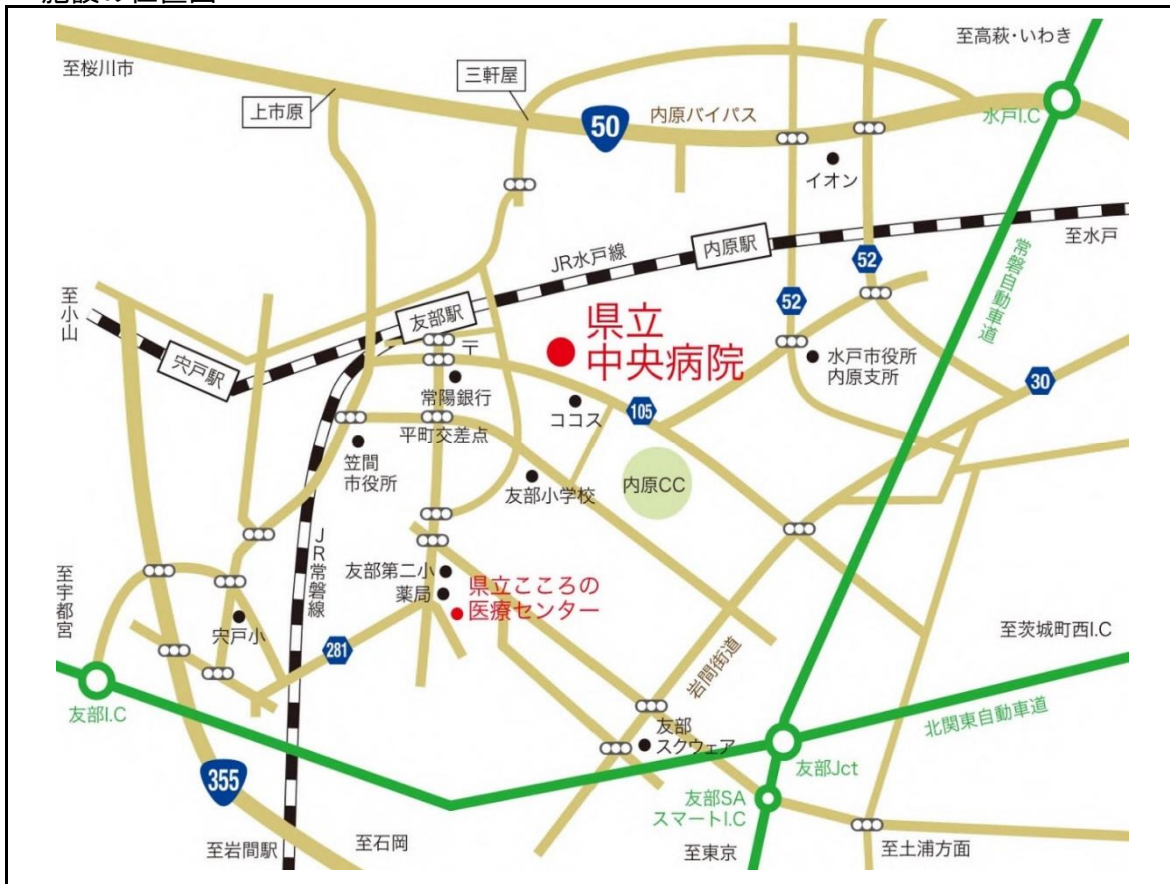 施設の位置図
至桜川市
三軒屋
至高萩・いわき
上市原
50
内原バイパス
水戸I.C
イオン
内原駅
至水戸
JR水戸線
52
常磐自動車道
至小山
友部駅
52
宍戸駅
〒
県立
中央病院
水戸市役所
内原支所
常陽銀行
30
ココス
105
平町交差点
笠間
市役所
友部小学校
内原CC
JR常磐線
友部第二小
薬局
県立こころの
医療センター
至宇都宮
宍戸小
至茨城町西I.C
281
岩間街道
友部I.C
北関東自動車道
友部
スクウェア
友部Jct
355
友部SA
スマートI.C
至石岡
至岩間駅
至東京
至土浦方面